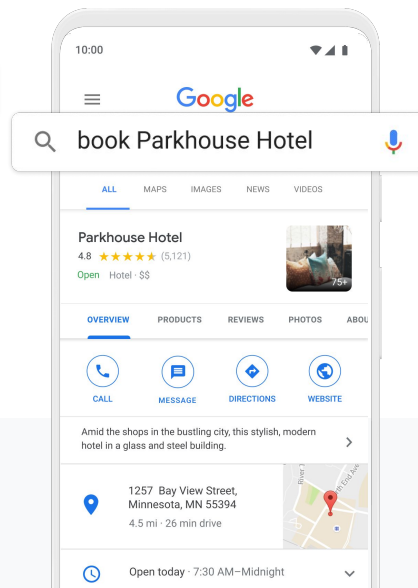 10:00
Google
book Parkhouse Hotel
ALL MAPS IMAGES NEWS VIDEOS
Parkhouse Hotel
4.8 (5,121)
Open Hotel · $$
75+
OVERVIEW PRODUCTS REVIEWS PHOTOS ABOU
CALL MESSAGE DIRECTIONS WEBSITE
Amid the shops in the bustling city, this stylish, modern
hotel in a glass and steel building.
1257 Bay View Street,
Minnesota, MN 55394
4.5 mi · 26 min drive
Open today · 7:30 AM–Midnight